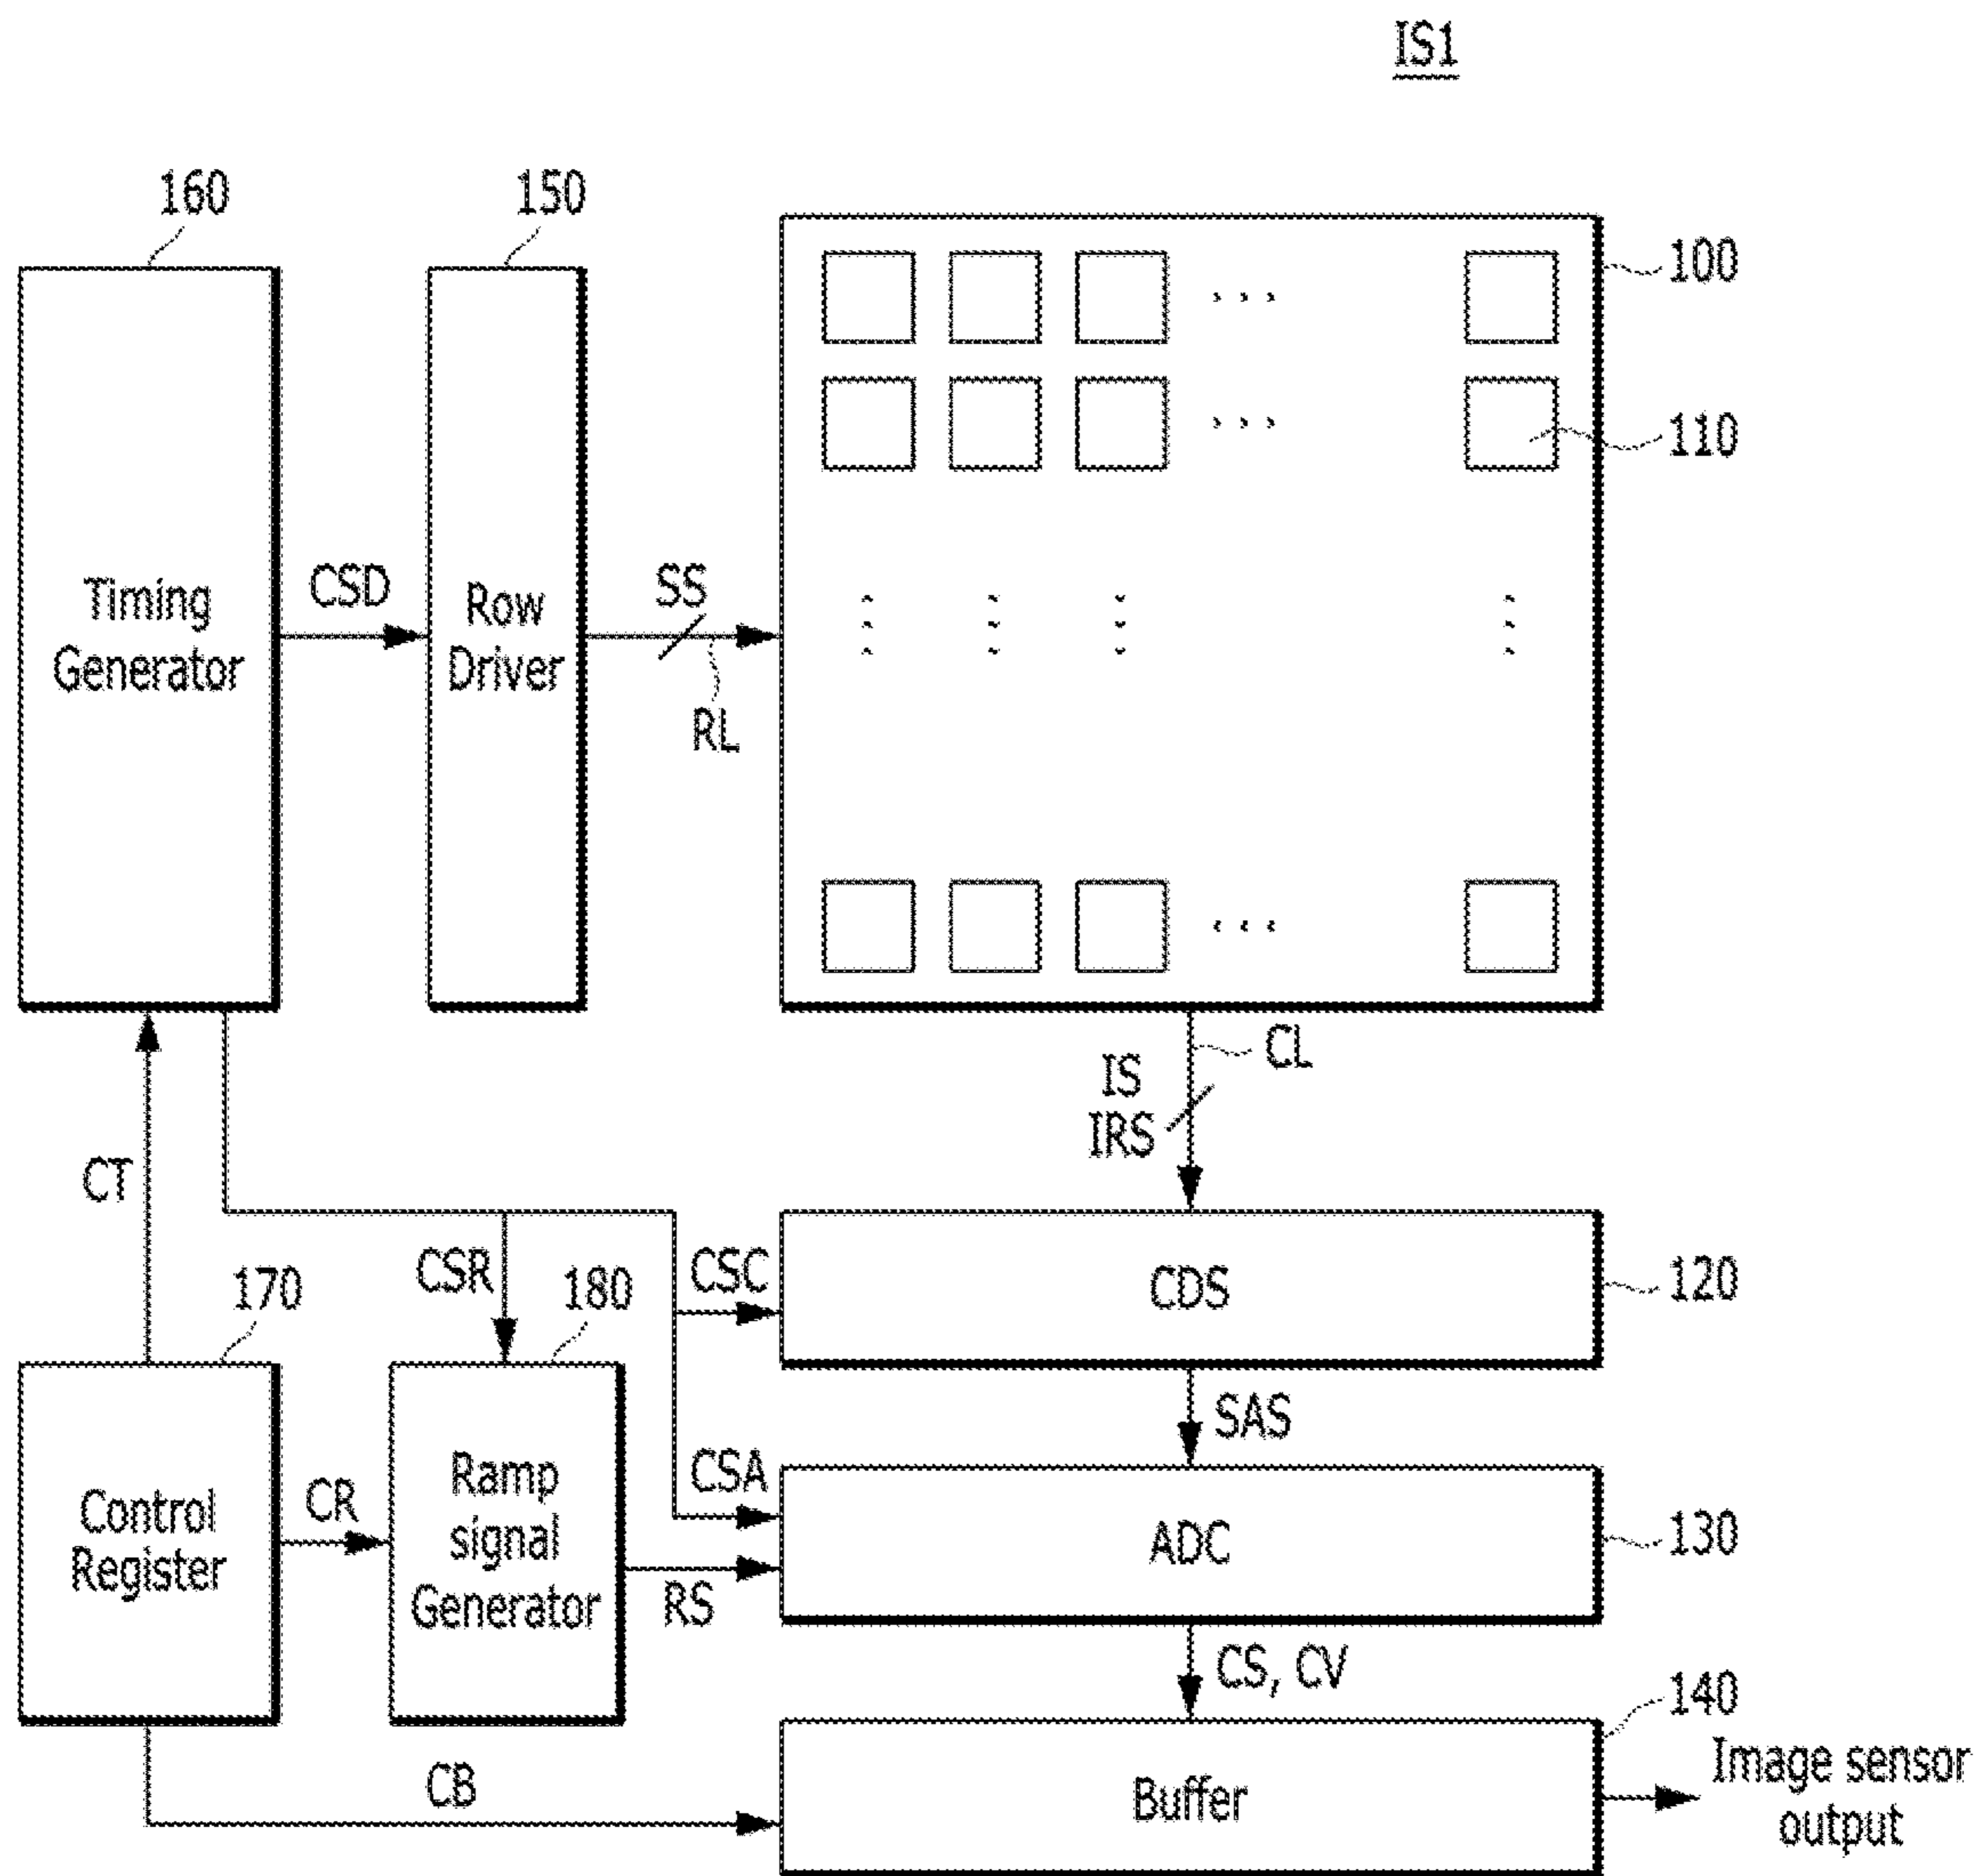 IS1
160
150
100
110
Timing
Generator
CSD
Row
Driver
SS
RL
CL
IS
IRS
CT
CSR
CSC
CDS
120
170
180
SAS
Control
Register
CR
Ramp
signal
Generator
CSA
RS
ADC
130
CS, CV
140
CB
Buffer
Image sensor
output